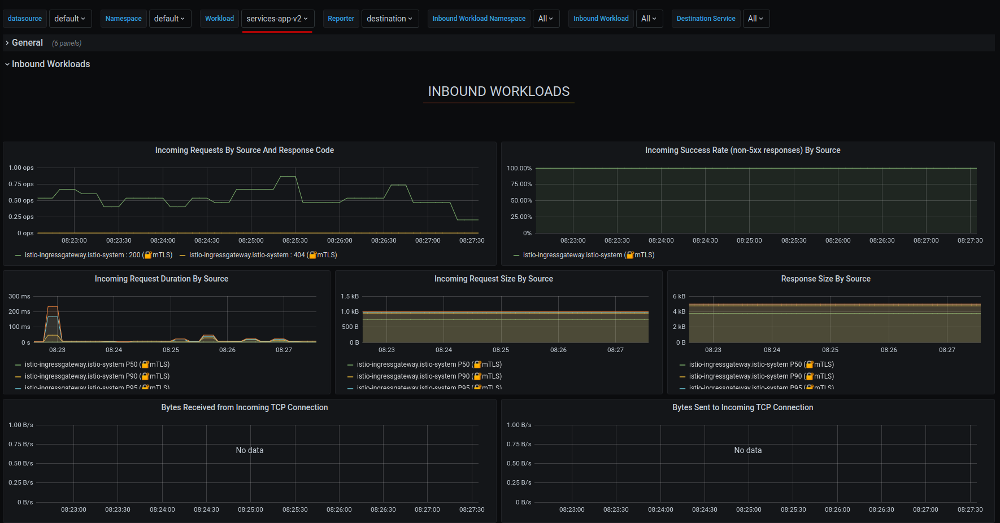 datasource default Namespace default Workload services-app-v2 Reporter destination Inbound Workload Namespace All Inbound Workload All Destination Service All
General (6 panels)
Inbound Workloads
INBOUND WORKLOADS
Incoming Requests By Source And Response Code
1.00 ops
0.75 ops
0.50 ops
0.25 ops
0 ops
08:23:00 08:23:30 08:24:00 08:24:30 08:25:00 08:25:30 08:26:00 08:26:30 08:27:00 08:27:30
istio-ingressgateway.istio-system : 200 (🔐mTLS) istio-ingressgateway.istio-system : 404 (🔐mTLS)
Incoming Success Rate (non-5xx responses) By Source
100.00%
75.00%
50.00%
25.00%
0%
08:23:00 08:23:30 08:24:00 08:24:30 08:25:00 08:25:30 08:26:00 08:26:30 08:27:00 08:27:30
istio-ingressgateway.istio-system (🔐mTLS)
Incoming Request Duration By Source
300 ms
200 ms
100 ms
0 s
08:23 08:24 08:25 08:26 08:27
istio-ingressgateway.istio-system P50 (🔐mTLS)
istio-ingressgateway.istio-system P90 (🔐mTLS)
istio-ingressgateway.istio-system P95 (🔐mTLS)
Incoming Request Size By Source
1.5 kB
1.0 kB
500 B
0 B
08:23 08:24 08:25 08:26 08:27
istio-ingressgateway.istio-system P50 (🔐mTLS)
istio-ingressgateway.istio-system P90 (🔐mTLS)
istio-ingressgateway.istio-system P95 (🔐mTLS)
Response Size By Source
6 kB
4 kB
2 kB
0 B
08:23 08:24 08:25 08:26 08:27
istio-ingressgateway.istio-system P50 (🔐mTLS)
istio-ingressgateway.istio-system P90 (🔐mTLS)
istio-ingressgateway.istio-system P95 (🔐mTLS)
Bytes Received from Incoming TCP Connection
1.00 B/s
0.75 B/s
No data
0.50 B/s
0.25 B/s
0 B/s
08:23:00 08:23:30 08:24:00 08:24:30 08:25:00 08:25:30 08:26:00 08:26:30 08:27:00 08:27:30
Bytes Sent to Incoming TCP Connection
1.00 B/s
0.75 B/s
No data
0.50 B/s
0.25 B/s
0 B/s
08:23:00 08:23:30 08:24:00 08:24:30 08:25:00 08:25:30 08:26:00 08:26:30 08:27:00 08:27:30